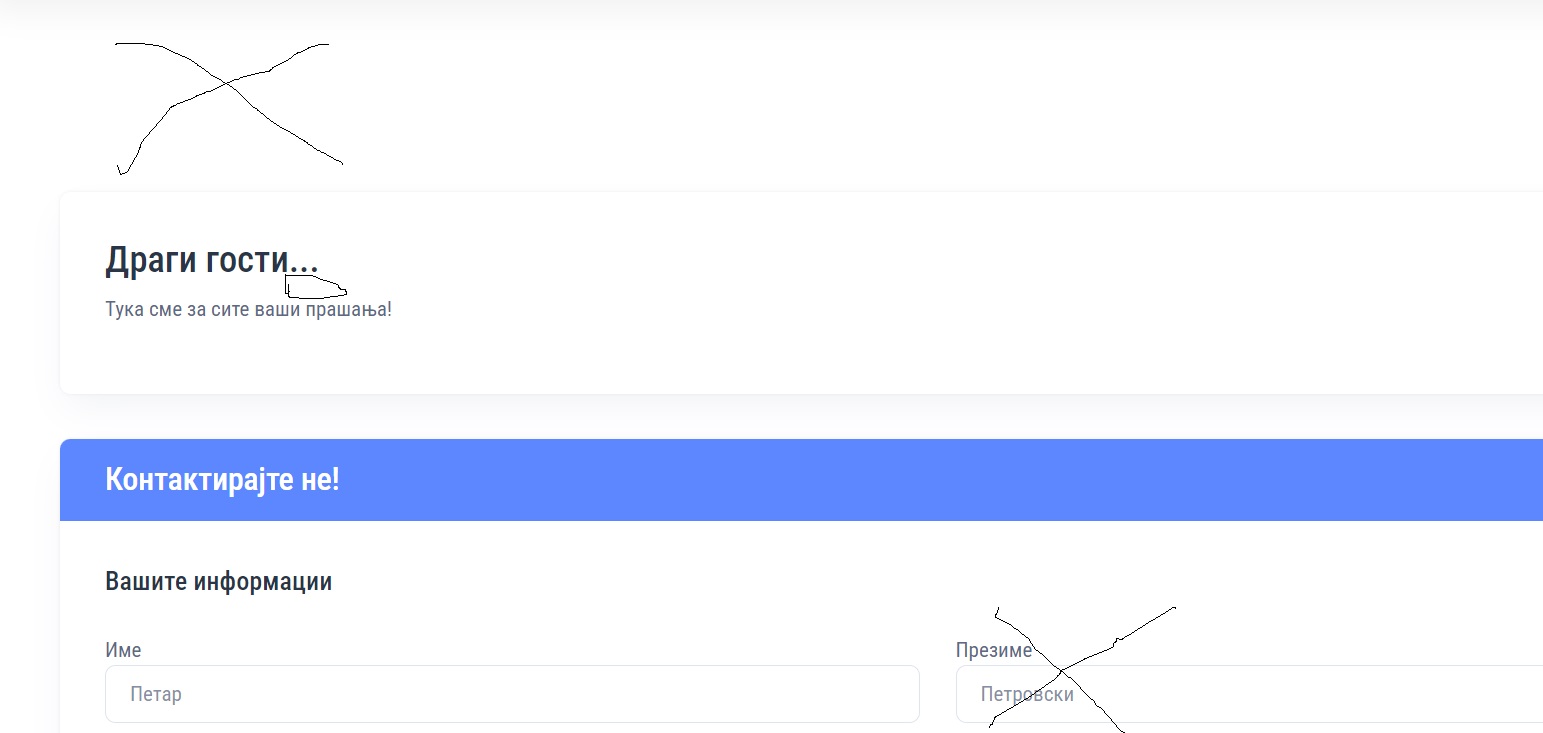 Драги гости...
Тука сме за сите ваши прашања!
Контактирајте не!
Вашите информации
Име
Презиме
Петар
Петровски